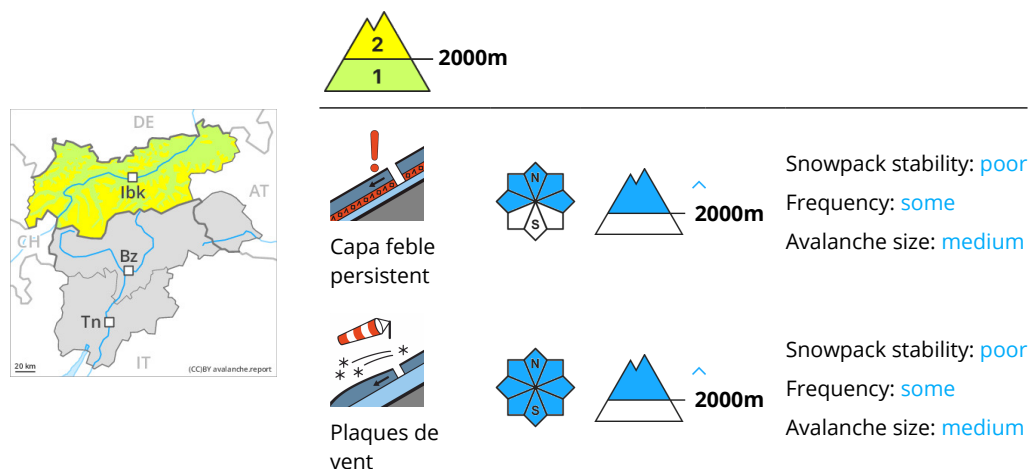 2
2000m
1
DE
Ibk
AT
CH
Bz
Tn
IT
20 km
(CC)BY avalanche.report
N
S
2000m
Snowpack stability: poor
Frequency: some
Avalanche size: medium
Capa feble
persistent
N
S
2000m
Snowpack stability: poor
Frequency: some
Avalanche size: medium
Plaques de
vent